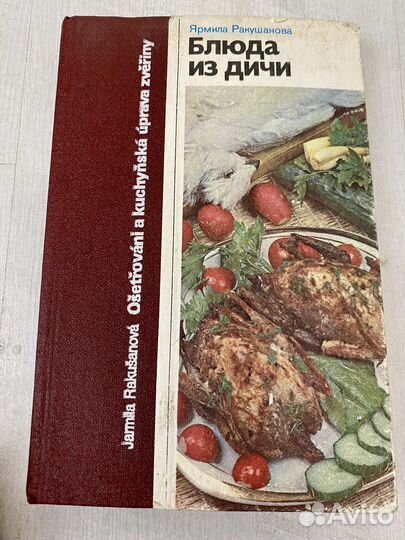 Ярмила Ракушанова
Блюда
из дичи
Jarmila Rakušanová Ošetřování a kuchyňská úprava zvěřiny
Avito